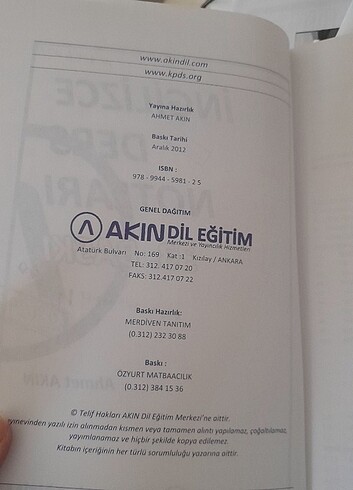 www.akindil.com
www.kpds.org
Yayına Hazırlık
AHMET AKIN
Baskı Tarihi
Aralık 2012
ISBN :
978 - 9944 - 5981 - 2 5
GENEL DAĞITIM
AKIN DİL EĞİTİM
Merkezi ve Yayıncılık Hizmetleri
Atatürk Bulvarı No: 169 Kat :1 Kızılay / ANKARA
TEL: 312. 417 07 20
FAKS: 312.417 07 22
Baskı Hazırlık:
MERDİVEN TANITIM
(0.312) 232 30 88
Baskı :
ÖZYURT MATBAACILIK
(0.312) 384 15 36
© Telif Hakları AKIN Dil Eğitim Merkezi'ne aittir.
yayınevinden yazılı izin alınmadan kısmen veya tamamen alıntı yapılamaz, çoğaltılamaz,
yayımlanamaz ve hiçbir şekilde kopya edilemez.
Kitabın içeriğinin her türlü sorumluluğu yazarına aittir.